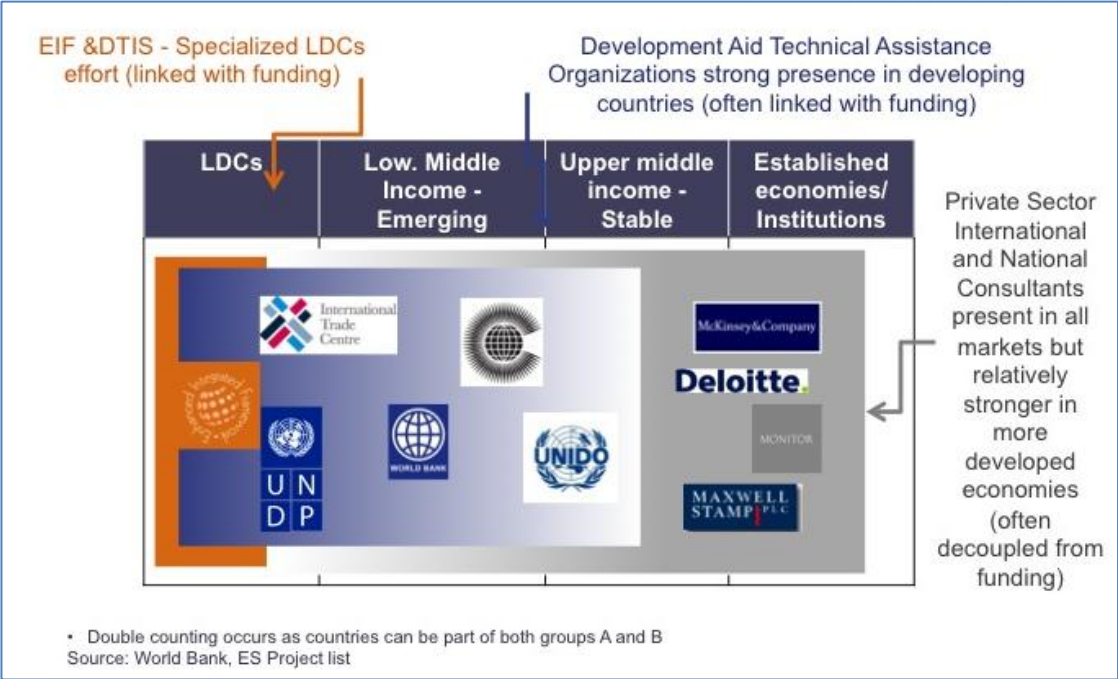 EIF &DTIS - Specialized LDCs
effort (linked with funding)
Development Aid Technical Assistance
Organizations strong presence in developing
countries (often linked with funding)
LDCs
Low. Middle
Income -
Emerging
Upper middle
income -
Stable
Established
economies/
Institutions
Private Sector
International
and National
Consultants
present in all
markets but
relatively
stronger in
more
developed
economies
(often
decoupled from
funding)
International
Trade
Centre
McKinsey&Company
Deloitte.
Enhanced Integrated Framework
U N
D P
WORLD BANK
UNIDO
MONITOR
MAXWELL
STAMP PLC
• Double counting occurs as countries can be part of both groups A and B
Source: World Bank, ES Project list